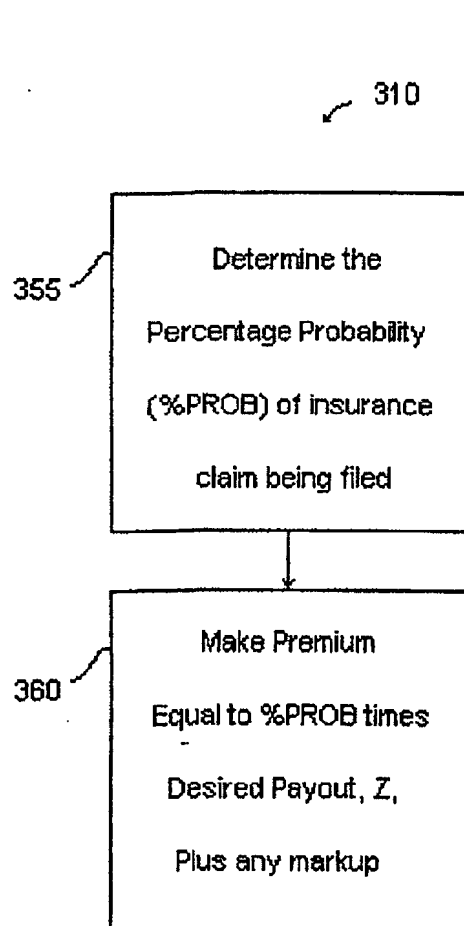 310
355
Determine the
Percentage Probability
(%PROB) of insurance
claim being filed
360
Make Premium
Equal to %PROB times
Desired Payout, Z,
Plus any markup